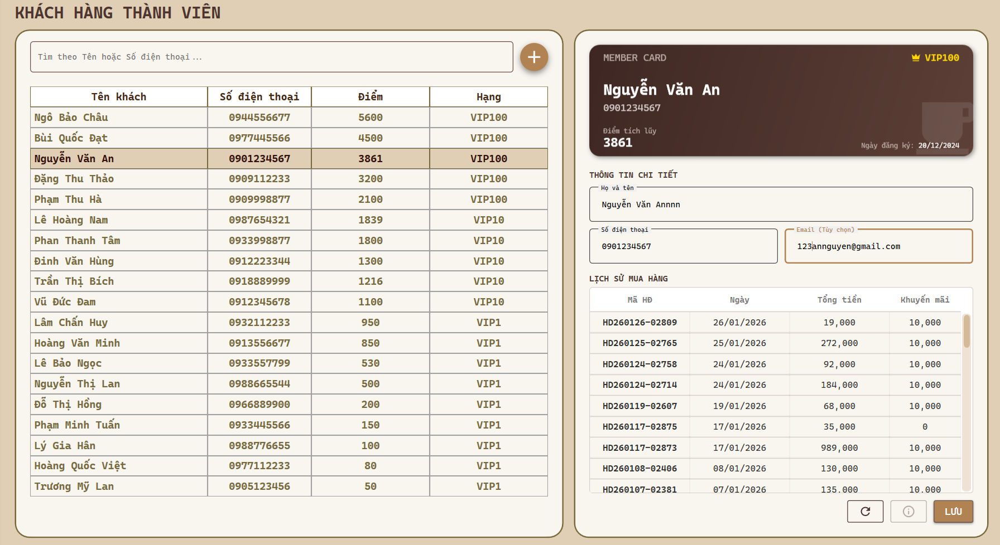 KHÁCH HÀNG THÀNH VIÊN
Tìm theo Tên hoặc Số điện thoại...
Tên khách Số điện thoại Điểm Hạng
Ngô Bảo Châu 0944556677 5600 VIP100
Bùi Quốc Đạt 0977445566 4500 VIP100
Nguyễn Văn An 0901234567 3861 VIP100
Đặng Thu Thảo 0909112233 3200 VIP100
Phạm Thu Hà 0909998877 2100 VIP100
Lê Hoàng Nam 0987654321 1839 VIP10
Phan Thanh Tâm 0933998877 1800 VIP10
Đinh Văn Hùng 0912223344 1300 VIP10
Trần Thị Bích 0918889999 1216 VIP10
Vũ Đức Đam 0912345678 1100 VIP10
Lâm Chấn Huy 0932112233 950 VIP1
Hoàng Văn Minh 0913556677 850 VIP1
Lê Bảo Ngọc 0933557799 530 VIP1
Nguyễn Thị Lan 0988665544 500 VIP1
Đỗ Thị Hồng 0966889900 200 VIP1
Phạm Minh Tuấn 0933445566 150 VIP1
Lý Gia Hân 0988776655 100 VIP1
Hoàng Quốc Việt 0977112233 80 VIP1
Trương Mỹ Lan 0905123456 50 VIP1
MEMBER CARD VIP100
Nguyễn Văn An
0901234567
Điểm tích lũy
3861
Ngày đăng ký: 20/12/2024
THÔNG TIN CHI TIẾT
Họ và tên
Nguyễn Văn Annnn
Số điện thoại
0901234567
Email (Tùy chọn)
123annguyen@gmail.com
LỊCH SỬ MUA HÀNG
Mã HĐ Ngày Tổng tiền Khuyến mãi
HD260126-02809 26/01/2026 19,000 10,000
HD260125-02765 25/01/2026 272,000 10,000
HD260124-02758 24/01/2026 92,000 10,000
HD260124-02714 24/01/2026 184,000 10,000
HD260119-02607 19/01/2026 68,000 10,000
HD260117-02875 17/01/2026 35,000 0
HD260117-02873 17/01/2026 989,000 10,000
HD260108-02406 08/01/2026 130,000 10,000
HD260107-02381 07/01/2026 135,000 10,000
LƯU